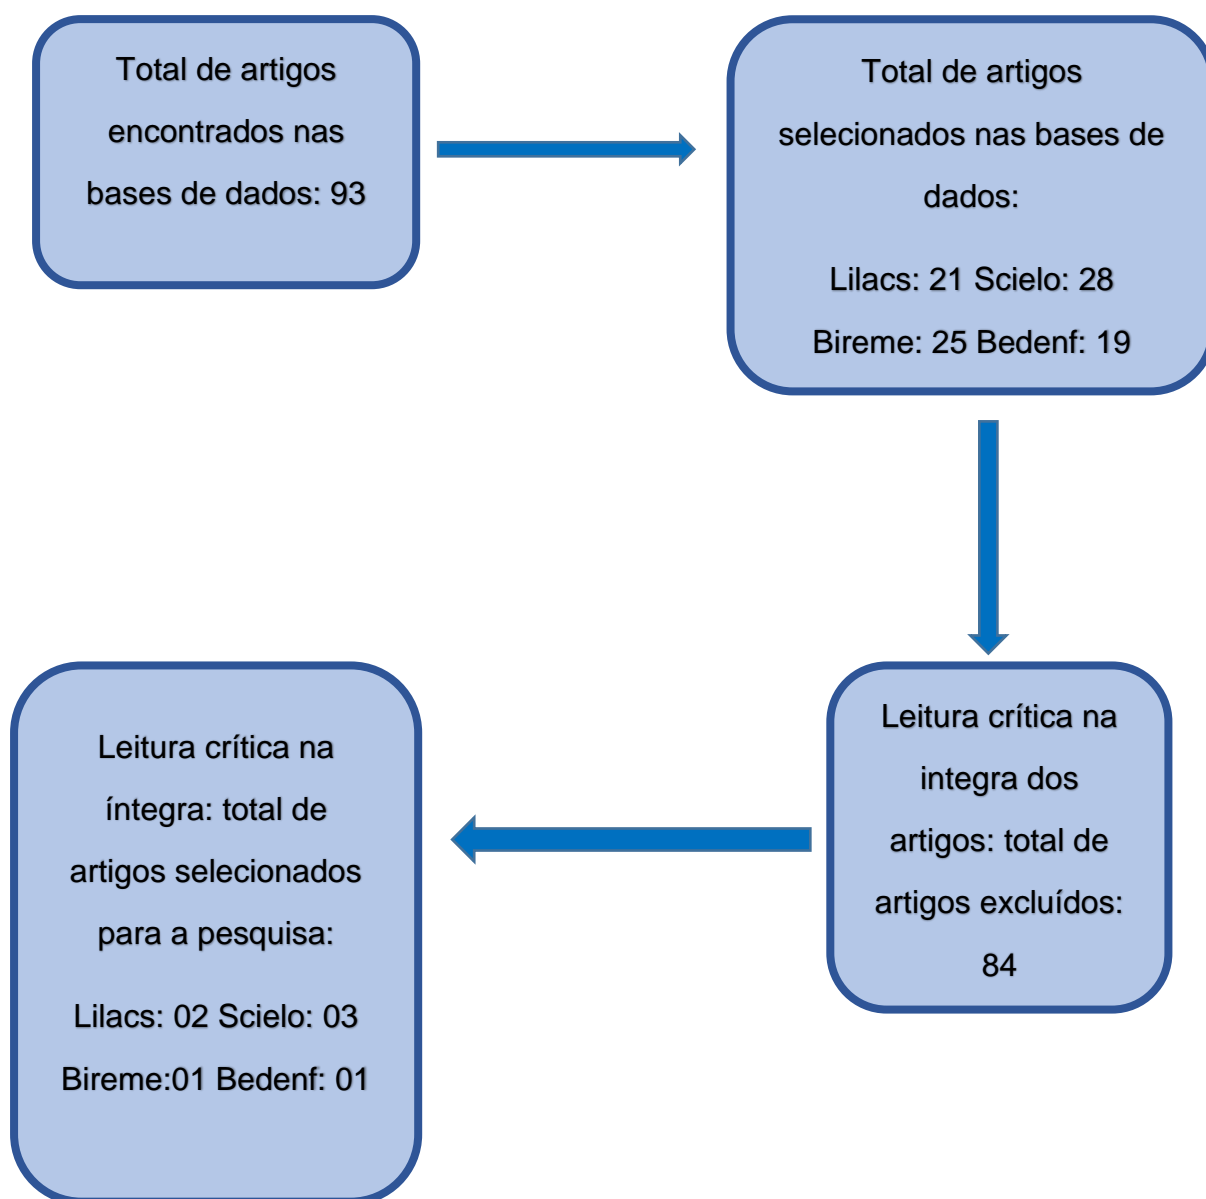 Total de artigos
encontrados nas
bases de dados: 93
Total de artigos
selecionados nas bases de
dados:
Lilacs: 21 Scielo: 28
Bireme: 25 Bedenf: 19
Leitura crítica na
integra dos
artigos: total de
artigos excluídos:
84
Leitura crítica na
íntegra: total de
artigos selecionados
para a pesquisa:
Lilacs: 02 Scielo: 03
Bireme:01 Bedenf: 01